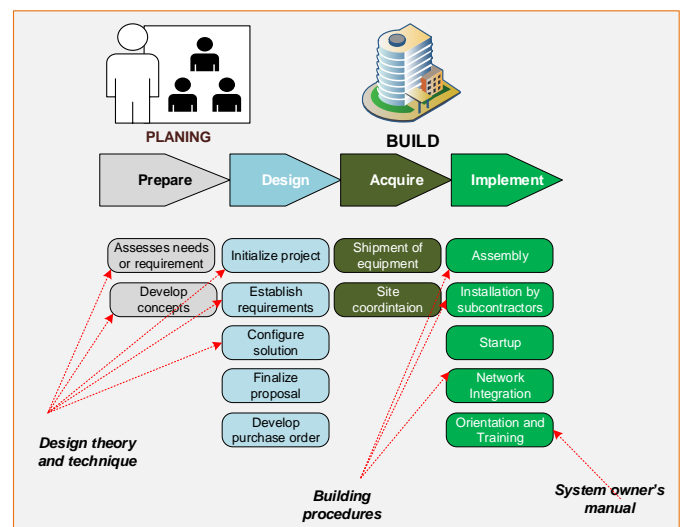 PLANING
BUILD
Prepare
Design
Acquire
Implement
Assesses needs
or requirement
Develop
concepts
Initialize project
Establish
requirements
Configure
solution
Finalize
proposal
Develop
purchase order
Shipment of
equipment
Site
coordintaion
Assembly
Installation by
subcontractors
Startup
Network
Integration
Orientation and
Training
Design theory
and technique
Building
procedures
System owner's
manual